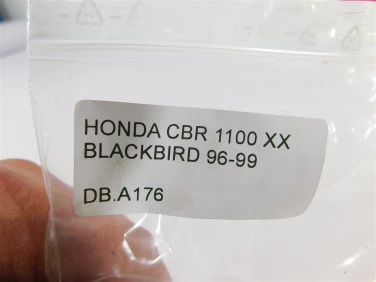 HONDA CBR 1100 XX
BLACKBIRD 96-99
DB.A176